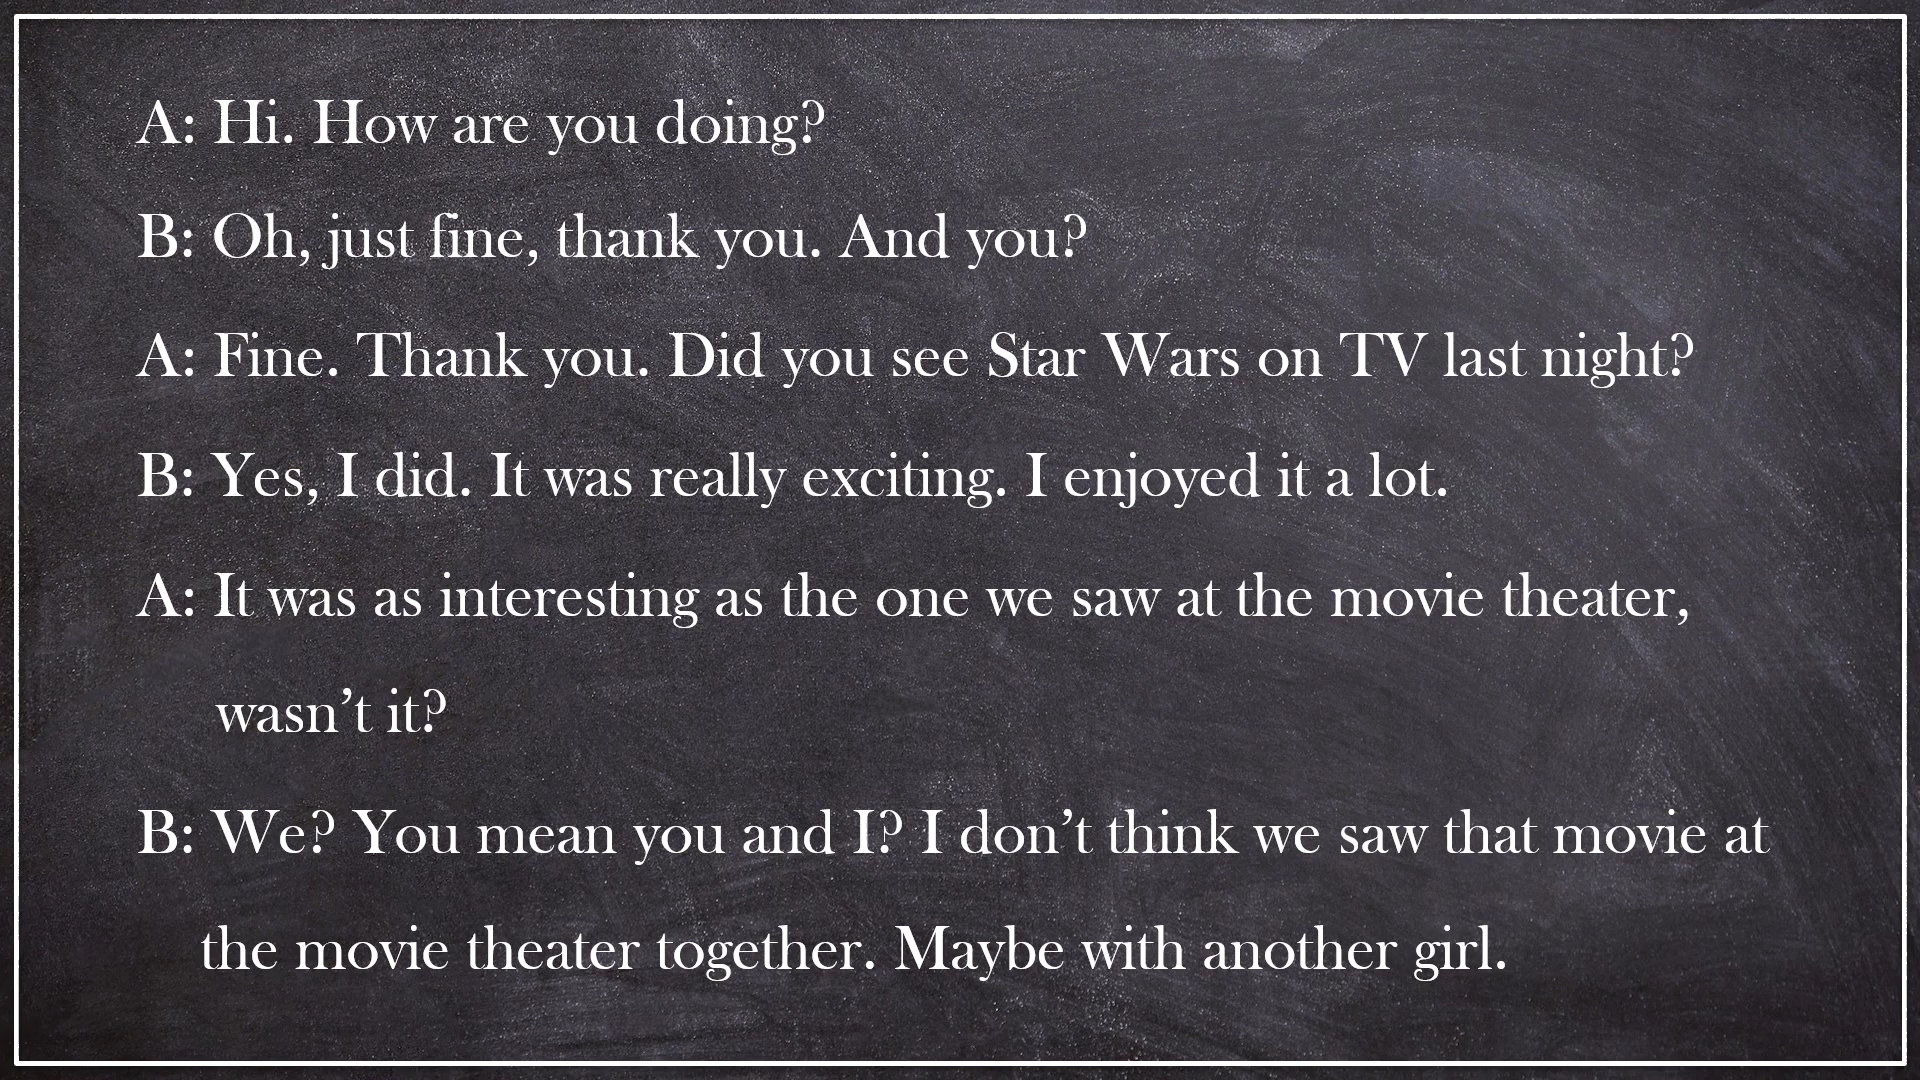 A: Hi. How are you doing?
B: Oh, just fine, thank you. And you?
A: Fine. Thank you. Did you see Star Wars on TV last night?
B: Yes, I did. It was really exciting. I enjoyed it a lot.
A: It was as interesting as the one we saw at the movie theater,
wasn’t it?
B: We? You mean you and I? I don’t think we saw that movie at
the movie theater together. Maybe with another girl.